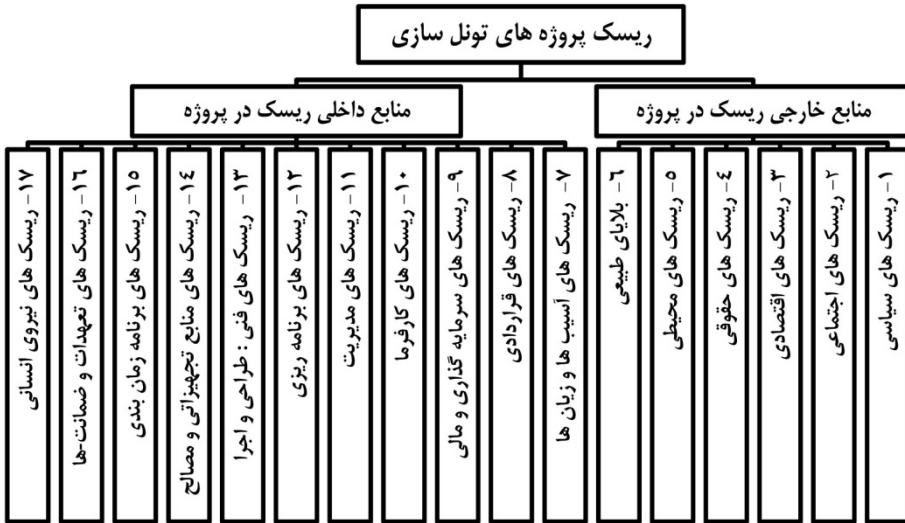 ریسک پروژه های تونل سازی
منابع خارجی ریسک در پروژه
منابع داخلی ریسک در پروژه
۱- ریسک های سیاسی
۲- ریسک های اجتماعی
۳- ریسک های اقتصادی
۴- ریسک های حقوقی
۵- ریسک های محیطی
۶- بلایای طبیعی
۷- ریسک های آسیب ها و زیان ها
۸- ریسک های قراردادی
۹- ریسک های سرمایه گذاری و مالی
۱۰- ریسک های کارفرما
۱۱- ریسک های مدیریت
۱۲- ریسک های برنامه ریزی
۱۳- ریسک های فنی : طراحی و اجرا
۱۴- ریسک های منابع تجهیزاتی و مصالح
۱۵- ریسک های برنامه زمان بندی
۱۶- ریسک های تعهدات و ضمانت-ها
۱۷- ریسک های نیروی انسانی